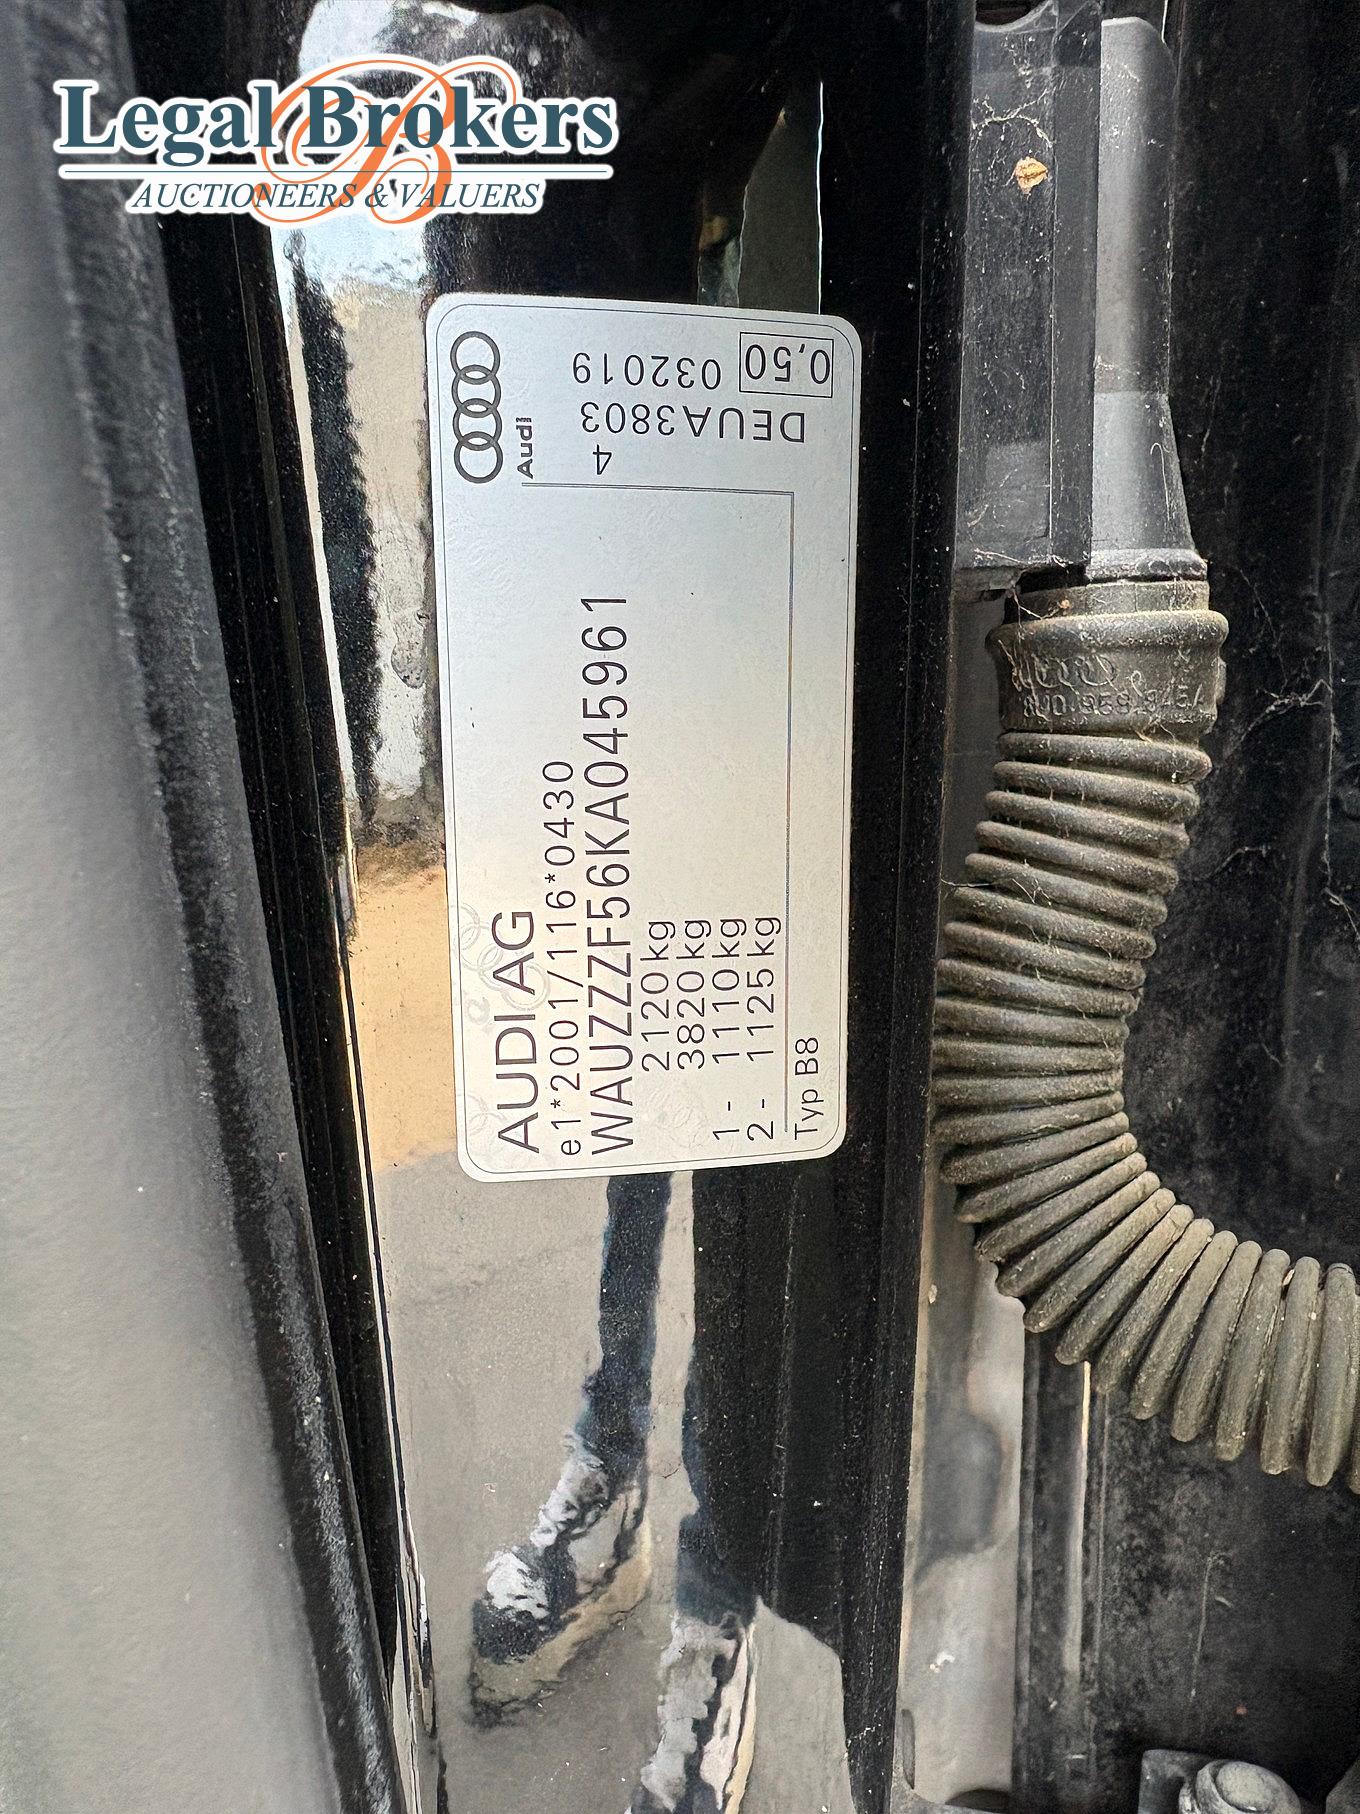 Legal Brokers
AUCTIONEERS & VALUERS
AUDI AG
e1*2001/116*0430
WAUZZZF56KA045961
2120kg
3820kg
1 - 1110kg
2 - 1125kg
Typ B8
Audi
4
DEUA3803
032019 0,50